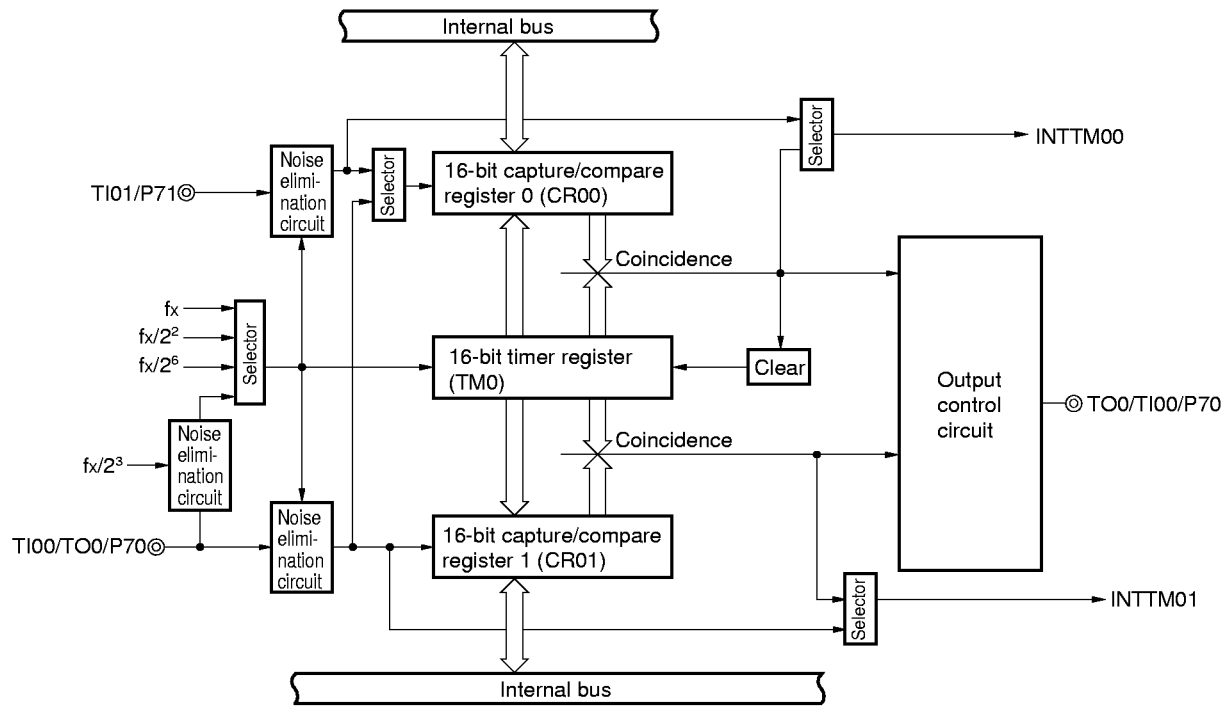 Internal bus
Selector
INTTM00
Noise
elimi-
nation
circuit
Selector
16-bit capture/compare
register 0 (CR00)
TI01/P71
Coincidence
fx
fx/2²
fx/2⁶
Selector
16-bit timer register
(TM0)
Clear
Output
control
circuit
TO0/TI00/P70
Noise
elimi-
nation
circuit
fx/2³
Coincidence
TI00/TO0/P70
Noise
elimi-
nation
circuit
16-bit capture/compare
register 1 (CR01)
Selector
INTTM01
Internal bus